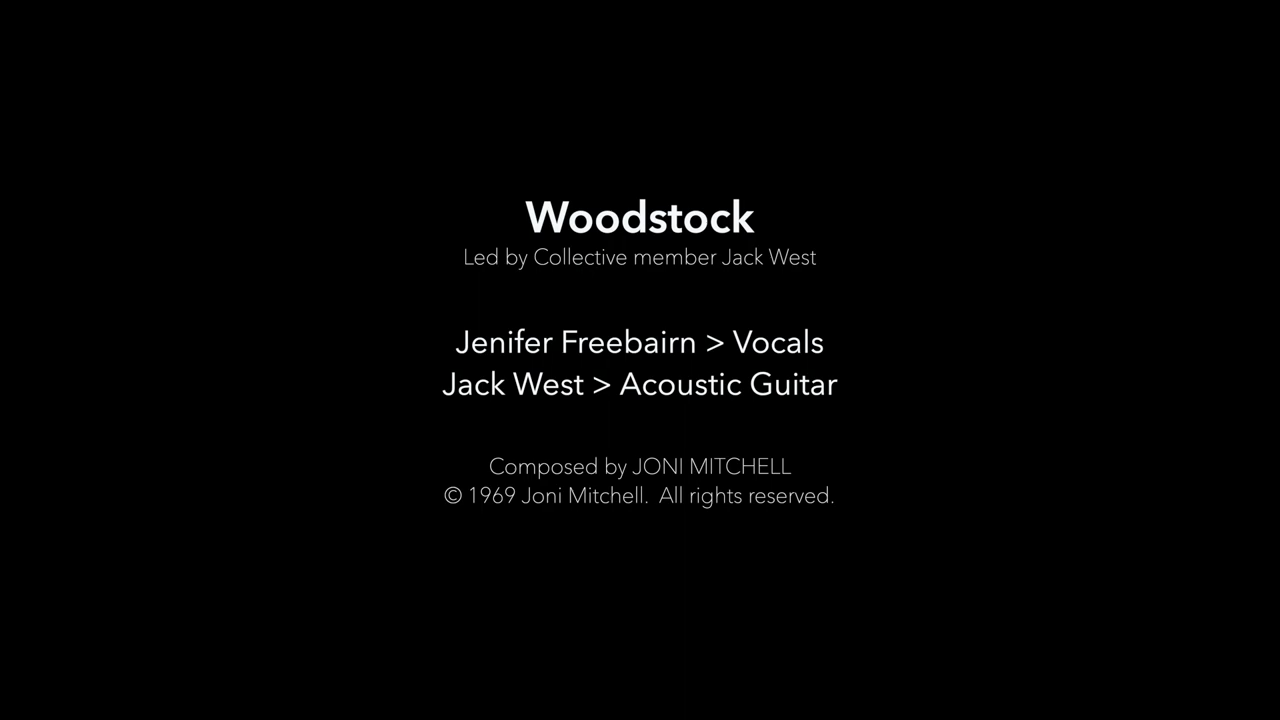 Woodstock
Led by Collective member Jack West
Jenifer Freebairn > Vocals
Jack West > Acoustic Guitar
Composed by JONI MITCHELL
© 1969 Joni Mitchell.  All rights reserved.